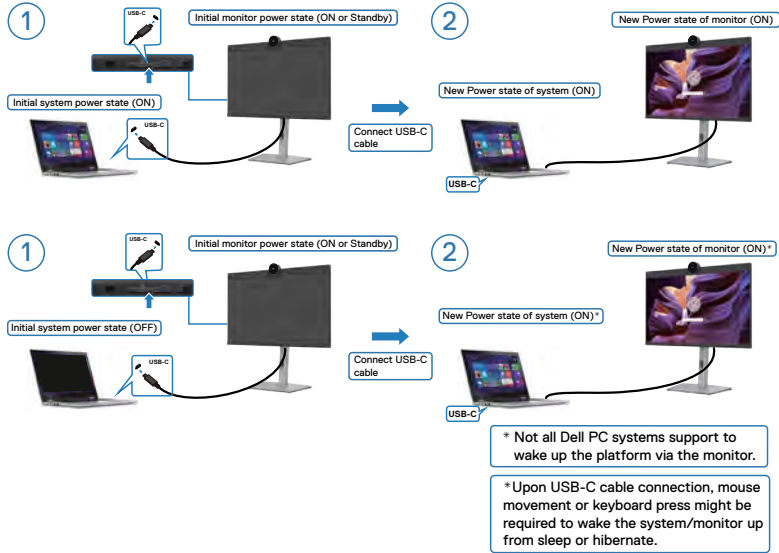 1
USB-C
Initial monitor power state (ON or Standby)
Initial system power state (ON)
USB-C
Connect USB-C
cable
2
New Power state of monitor (ON)
New Power state of system (ON)
USB-C
1
USB-C
Initial monitor power state (ON or Standby)
Initial system power state (OFF)
USB-C
Connect USB-C
cable
2
New Power state of monitor (ON)*
New Power state of system (ON)*
USB-C
* Not all Dell PC systems support to
wake up the platform via the monitor.
*Upon USB-C cable connection, mouse
movement or keyboard press might be
required to wake the system/monitor up
from sleep or hibernate.